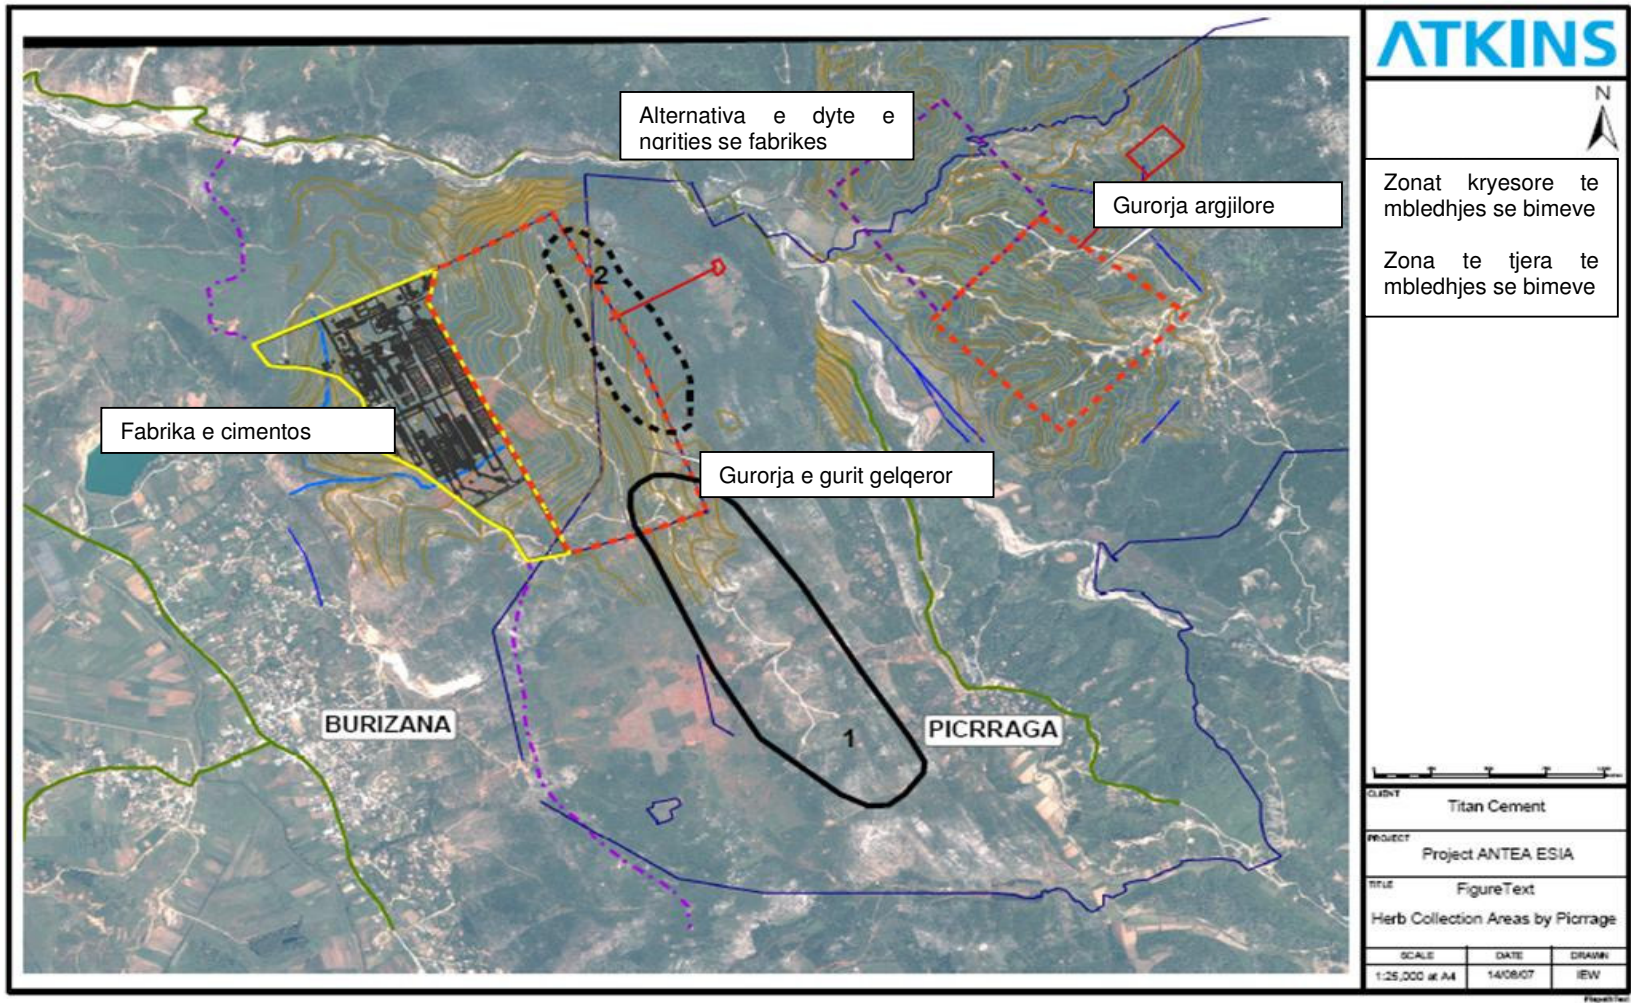 ATKINS
N
Alternativa e dyte e
ngritjes se fabrikes
Gurorja argjilore
Zonat kryesore te
mbledhjes se bimeve
Zona te tjera te
mbledhjes se bimeve
2
Fabrika e cimentos
Gurorja e gurit gelqeror
BURIZANA
PICRRAGA
1
CLIENT
Titan Cement
PROJECT
Project ANTEA ESIA
TITLE
FigureText
Herb Collection Areas by Picrrage
SCALE DATE DRAWN
1:25,000 at A4 14/08/07 IEW